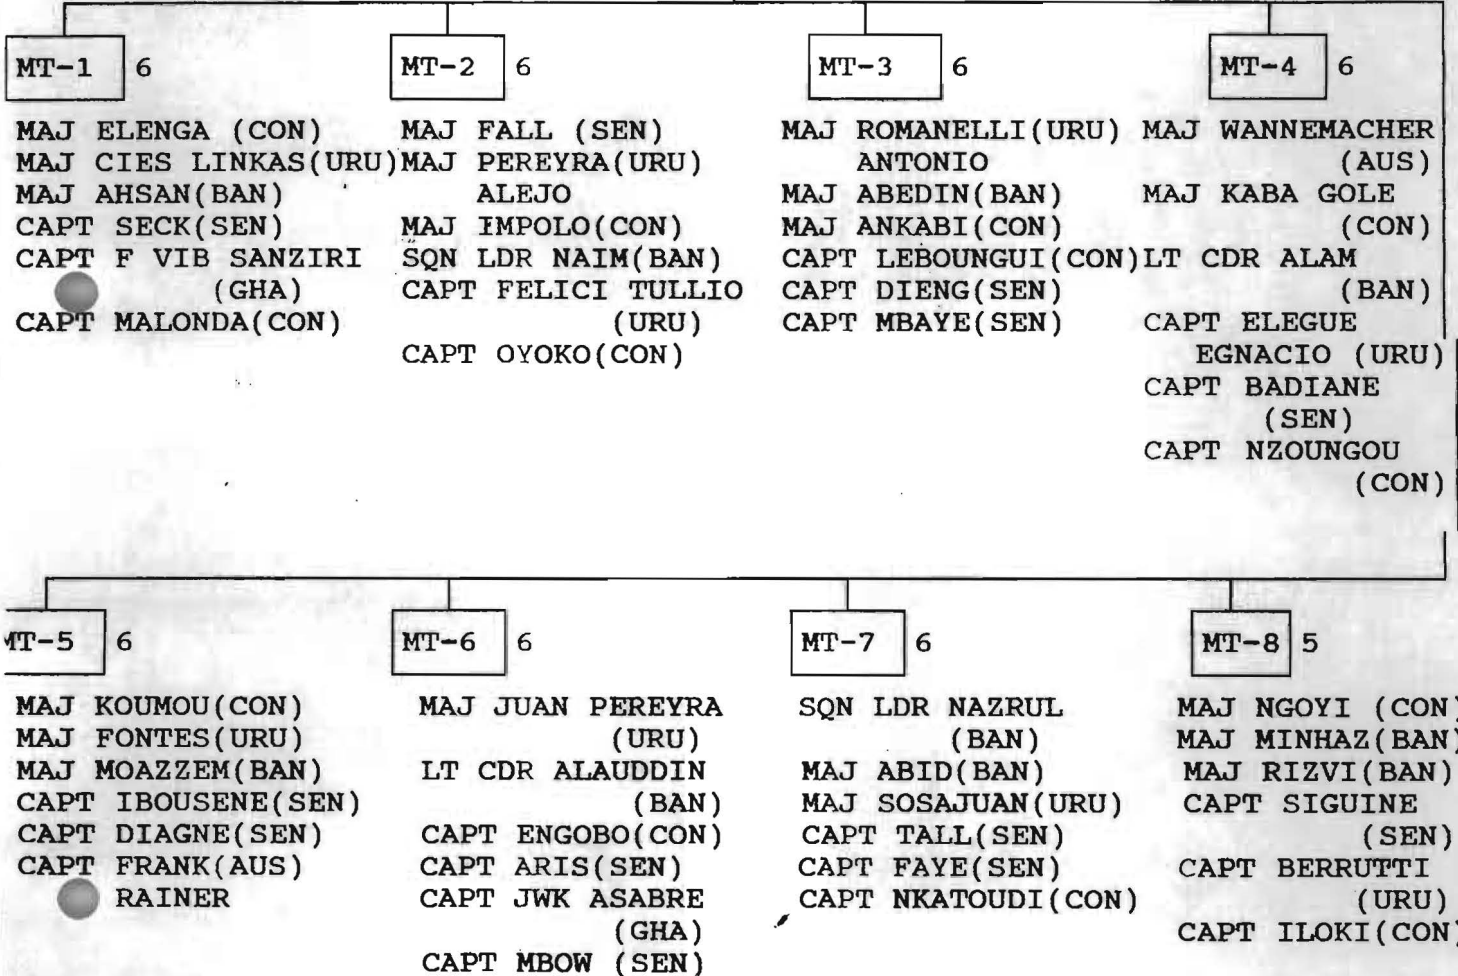 MT-1 6
MAJ ELENGA (CON)
MAJ CIES LINKAS(URU)
MAJ AHSAN(BAN)
CAPT SECK(SEN)
CAPT F VIB SANZIRI
(GHA)
CAPT MALONDA(CON)
MT-2 6
MAJ FALL (SEN)
MAJ PEREYRA(URU)
ALEJO
MAJ IMPOLO(CON)
SQN LDR NAIM(BAN)
CAPT FELICI TULLIO
(URU)
CAPT OYOKO(CON)
MT-3 6
MAJ ROMANELLI(URU)
ANTONIO
MAJ ABEDIN(BAN)
MAJ ANKABI(CON)
CAPT LEBOUNGUI(CON)
CAPT DIENG(SEN)
CAPT MBAYE(SEN)
MT-4 6
MAJ WANNEMACHER
(AUS)
MAJ KABA GOLE
(CON)
LT CDR ALAM
(BAN)
CAPT ELEGUE
EGNACIO (URU)
CAPT BADIANE
(SEN)
CAPT NZOUNGOU
(CON)
MT-5 6
MAJ KOUMOU(CON)
MAJ FONTES(URU)
MAJ MOAZZEM(BAN)
CAPT IBOUSENE(SEN)
CAPT DIAGNE(SEN)
CAPT FRANK(AUS)
RAINER
MT-6 6
MAJ JUAN PEREYRA
(URU)
LT CDR ALAUDDIN
(BAN)
CAPT ENGOBO(CON)
CAPT ARIS(SEN)
CAPT JWK ASABRE
(GHA)
CAPT MBOW (SEN)
MT-7 6
SQN LDR NAZRUL
(BAN)
MAJ ABID(BAN)
MAJ SOSAJUAN(URU)
CAPT TALL(SEN)
CAPT FAYE(SEN)
CAPT NKATOUDI(CON)
MT-8 5
MAJ NGOYI (CON)
MAJ MINHAZ(BAN)
MAJ RIZVI(BAN)
CAPT SIGUINE
(SEN)
CAPT BERRUTTI
(URU)
CAPT ILOKI(CON)